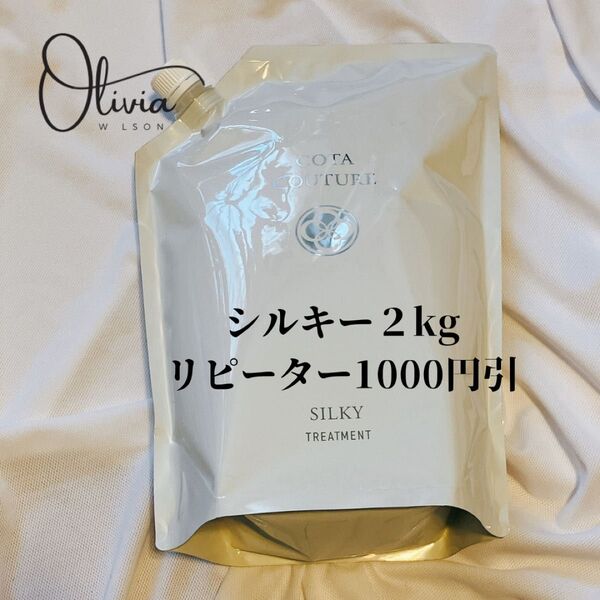 Olivia
W LSON
COTA
COUTURE
シルキー２kg
リピーター1000円引
SILKY
TREATMENT